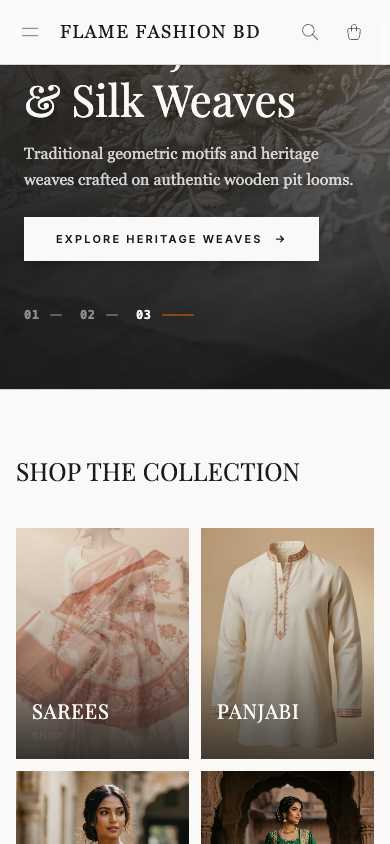 FLAME FASHION BD
& Silk Weaves
Traditional geometric motifs and heritage
weaves crafted on authentic wooden pit looms.
EXPLORE HERITAGE WEAVES →
01 02 03
SHOP THE COLLECTION
SAREES
PANJABI